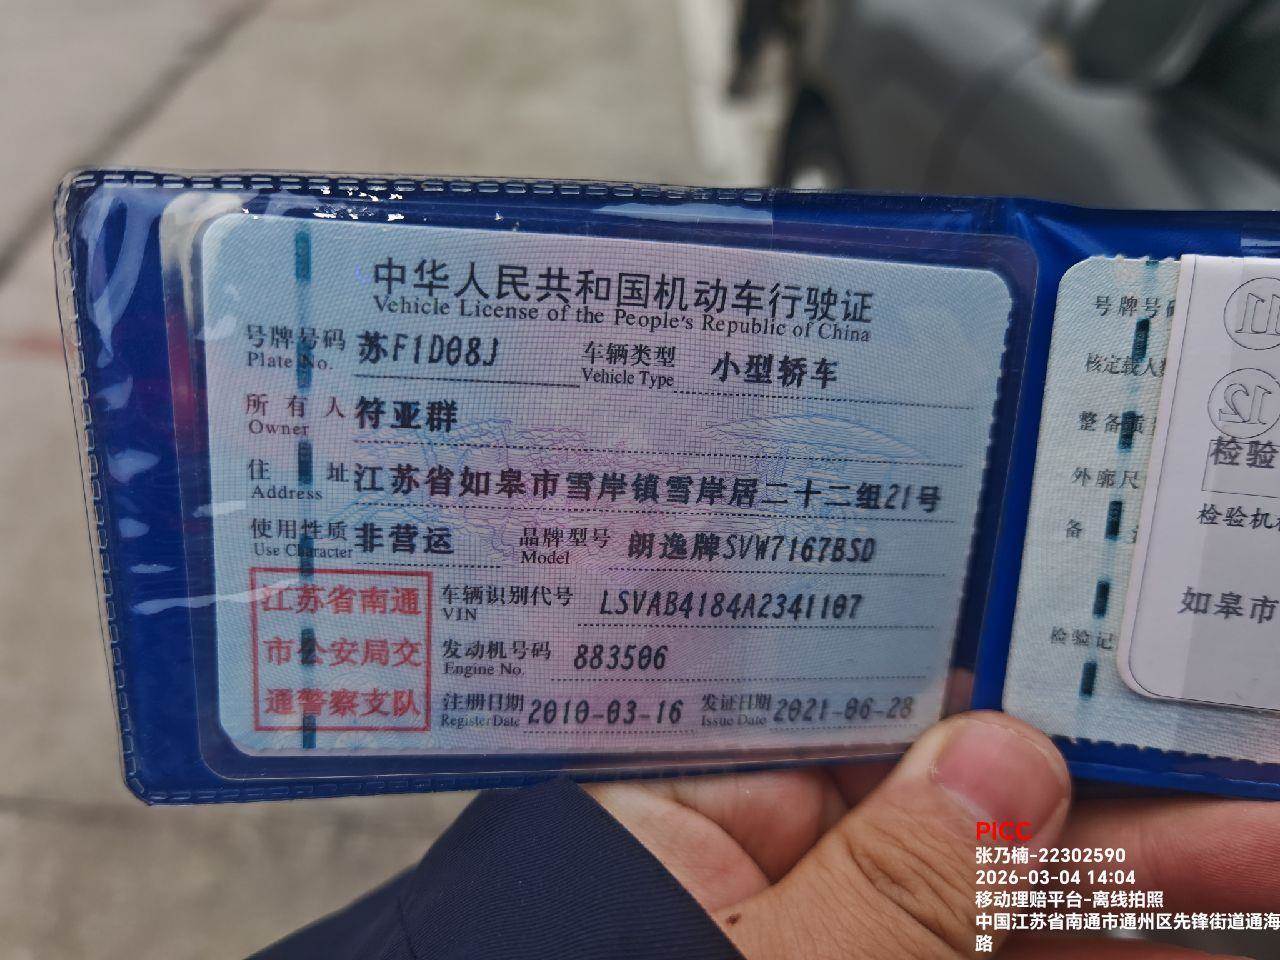 中华人民共和国机动车行驶证
Vehicle License of the People's Republic of China
号牌号码 苏F1D08J 车辆类型 小型轿车
Plate No. Vehicle Type
所有人 符亚群
Owner
住址 江苏省如皋市雪岸镇雪岸居二十二组21号
Address
使用性质 非营运 品牌型号 朗逸牌SVW7167BSD
Use Character Model
江苏省南通
市公安局交
通警察支队
车辆识别代号 LSVAB4184A2341107
VIN
发动机号码 883506
Engine No.
注册日期 2010-03-16 发证日期 2021-06-28
Register Date Issue Date
号牌号码
核定载人数
整备质
外廓尺
备
检验记
11
12
检验
检验机
如皋市
PICC
张乃楠-22302590
2026-03-04 14:04
移动理赔平台-离线拍照
中国江苏省南通市通州区先锋街道通海
路